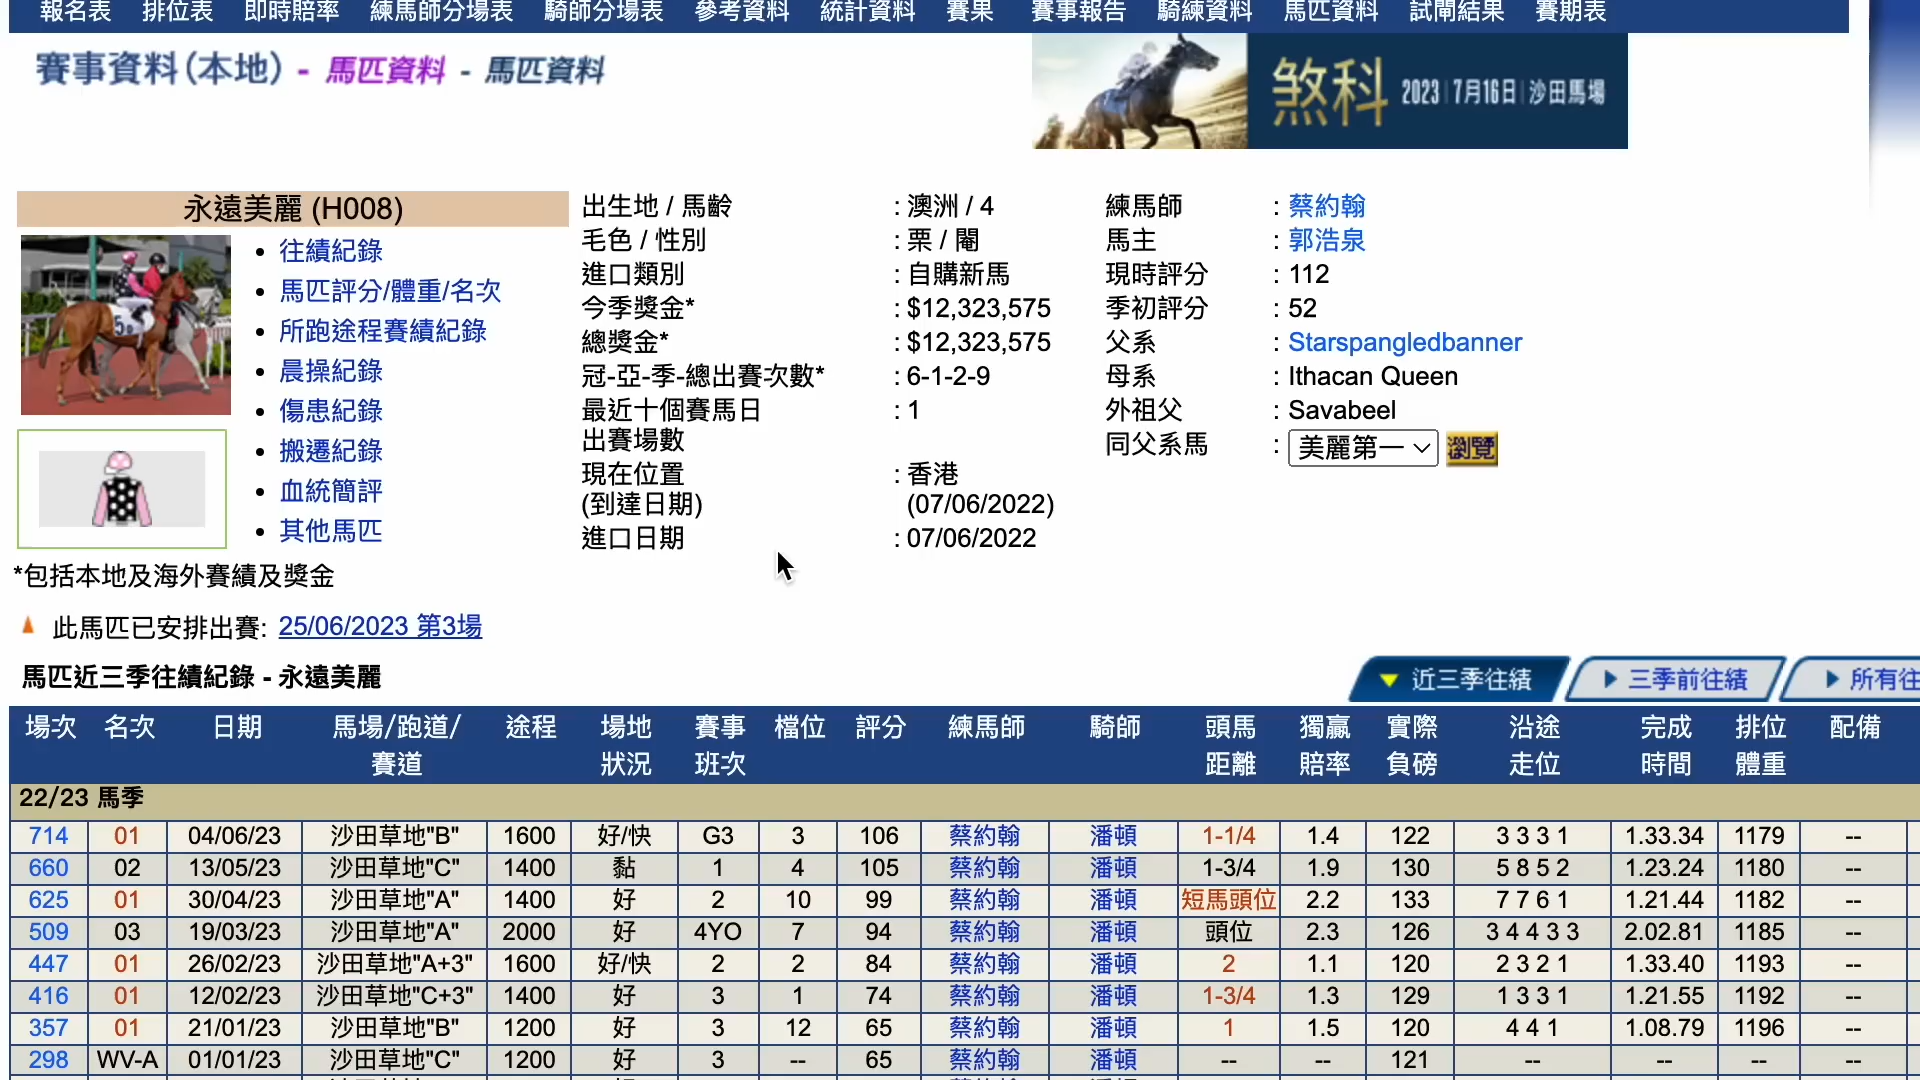 報名表 排位表 即時賠率 練馬師分場表 騎師分場表 參考資料 統計資料 賽果 賽事報告 騎練資料 馬匹資料 試閘結果 賽期表
賽事資料(本地) - 馬匹資料 - 馬匹資料
煞科 2023 | 7月16日 | 沙田馬場
永遠美麗 (H008)
• 往績紀錄
• 馬匹評分/體重/名次
• 所跑途程賽績紀錄
• 晨操紀錄
• 傷患紀錄
• 搬遷紀錄
• 血統簡評
• 其他馬匹
出生地 / 馬齡 : 澳洲 / 4
毛色 / 性別 : 栗 / 閹
進口類別 : 自購新馬
今季獎金* : $12,323,575
總獎金* : $12,323,575
冠-亞-季-總出賽次數* : 6-1-2-9
最近十個賽馬日 : 1
出賽場數
現在位置 : 香港
(到達日期) (07/06/2022)
進口日期 : 07/06/2022
練馬師 : 蔡約翰
馬主 : 郭浩泉
現時評分 : 112
季初評分 : 52
父系 : Starspangledbanner
母系 : Ithacan Queen
外祖父 : Savabeel
同父系馬 : 美麗第一 瀏覽
*包括本地及海外賽績及獎金
此馬匹已安排出賽: 25/06/2023 第3場
馬匹近三季往績紀錄 - 永遠美麗
近三季往績 三季前往績 所有往
場次 名次 日期 馬場/跑道/ 途程 場地 賽事 檔位 評分 練馬師 騎師 頭馬 獨贏 實際 沿途 完成 排位 配備
賽道 狀況 班次 距離 賠率 負磅 走位 時間 體重
22/23 馬季
714 01 04/06/23 沙田草地"B" 1600 好/快 G3 3 106 蔡約翰 潘頓 1-1/4 1.4 122 3 3 3 1 1.33.34 1179 --
660 02 13/05/23 沙田草地"C" 1400 黏 1 4 105 蔡約翰 潘頓 1-3/4 1.9 130 5 8 5 2 1.23.24 1180 --
625 01 30/04/23 沙田草地"A" 1400 好 2 10 99 蔡約翰 潘頓 短馬頭位 2.2 133 7 7 6 1 1.21.44 1182 --
509 03 19/03/23 沙田草地"A" 2000 好 4YO 7 94 蔡約翰 潘頓 頭位 2.3 126 3 4 4 3 3 2.02.81 1185 --
447 01 26/02/23 沙田草地"A+3" 1600 好/快 2 2 84 蔡約翰 潘頓 2 1.1 120 2 3 2 1 1.33.40 1193 --
416 01 12/02/23 沙田草地"C+3" 1400 好 3 1 74 蔡約翰 潘頓 1-3/4 1.3 129 1 3 3 1 1.21.55 1192 --
357 01 21/01/23 沙田草地"B" 1200 好 3 12 65 蔡約翰 潘頓 1 1.5 120 4 4 1 1.08.79 1196 --
298 WV-A 01/01/23 沙田草地"C" 1200 好 3 -- 65 蔡約翰 潘頓 -- -- 121 -- -- -- --